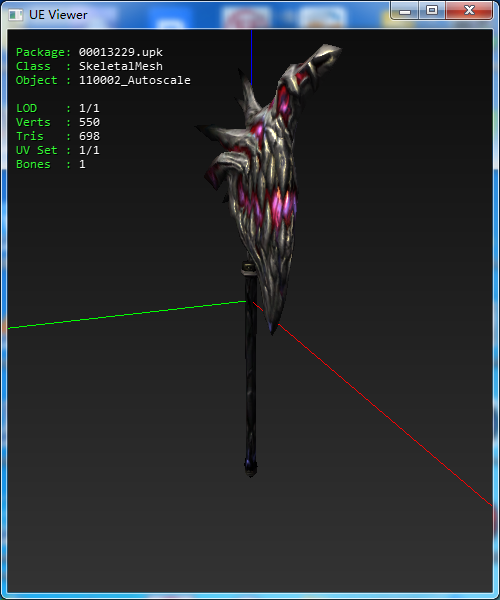 UE Viewer
Package: 00013229.upk
Class : SkeletalMesh
Object : 110002_Autoscale
LOD : 1/1
Verts : 550
Tris : 698
UV Set : 1/1
Bones : 1